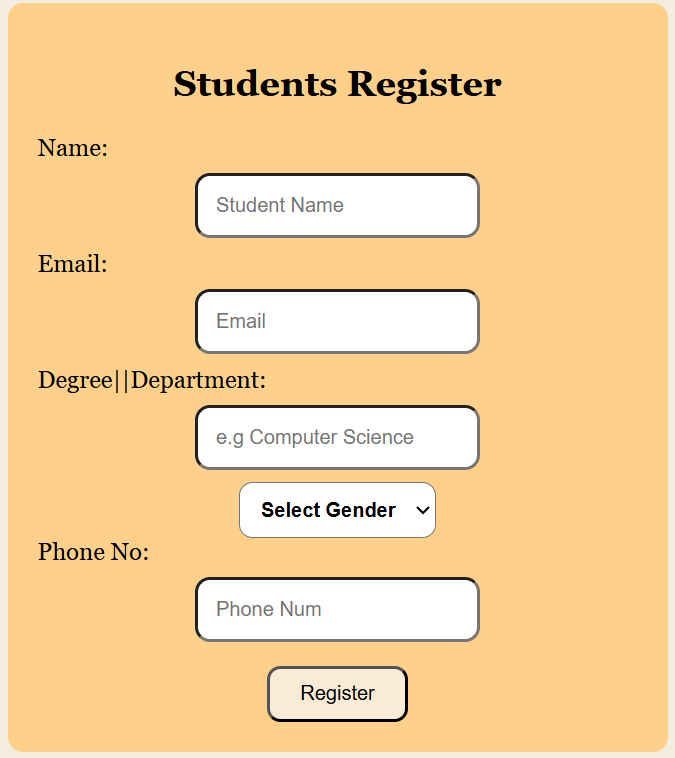 Students Register
Name:
Student Name
Email:
Email
Degree||Department:
e.g Computer Science
Select Gender
Phone No:
Phone Num
Register